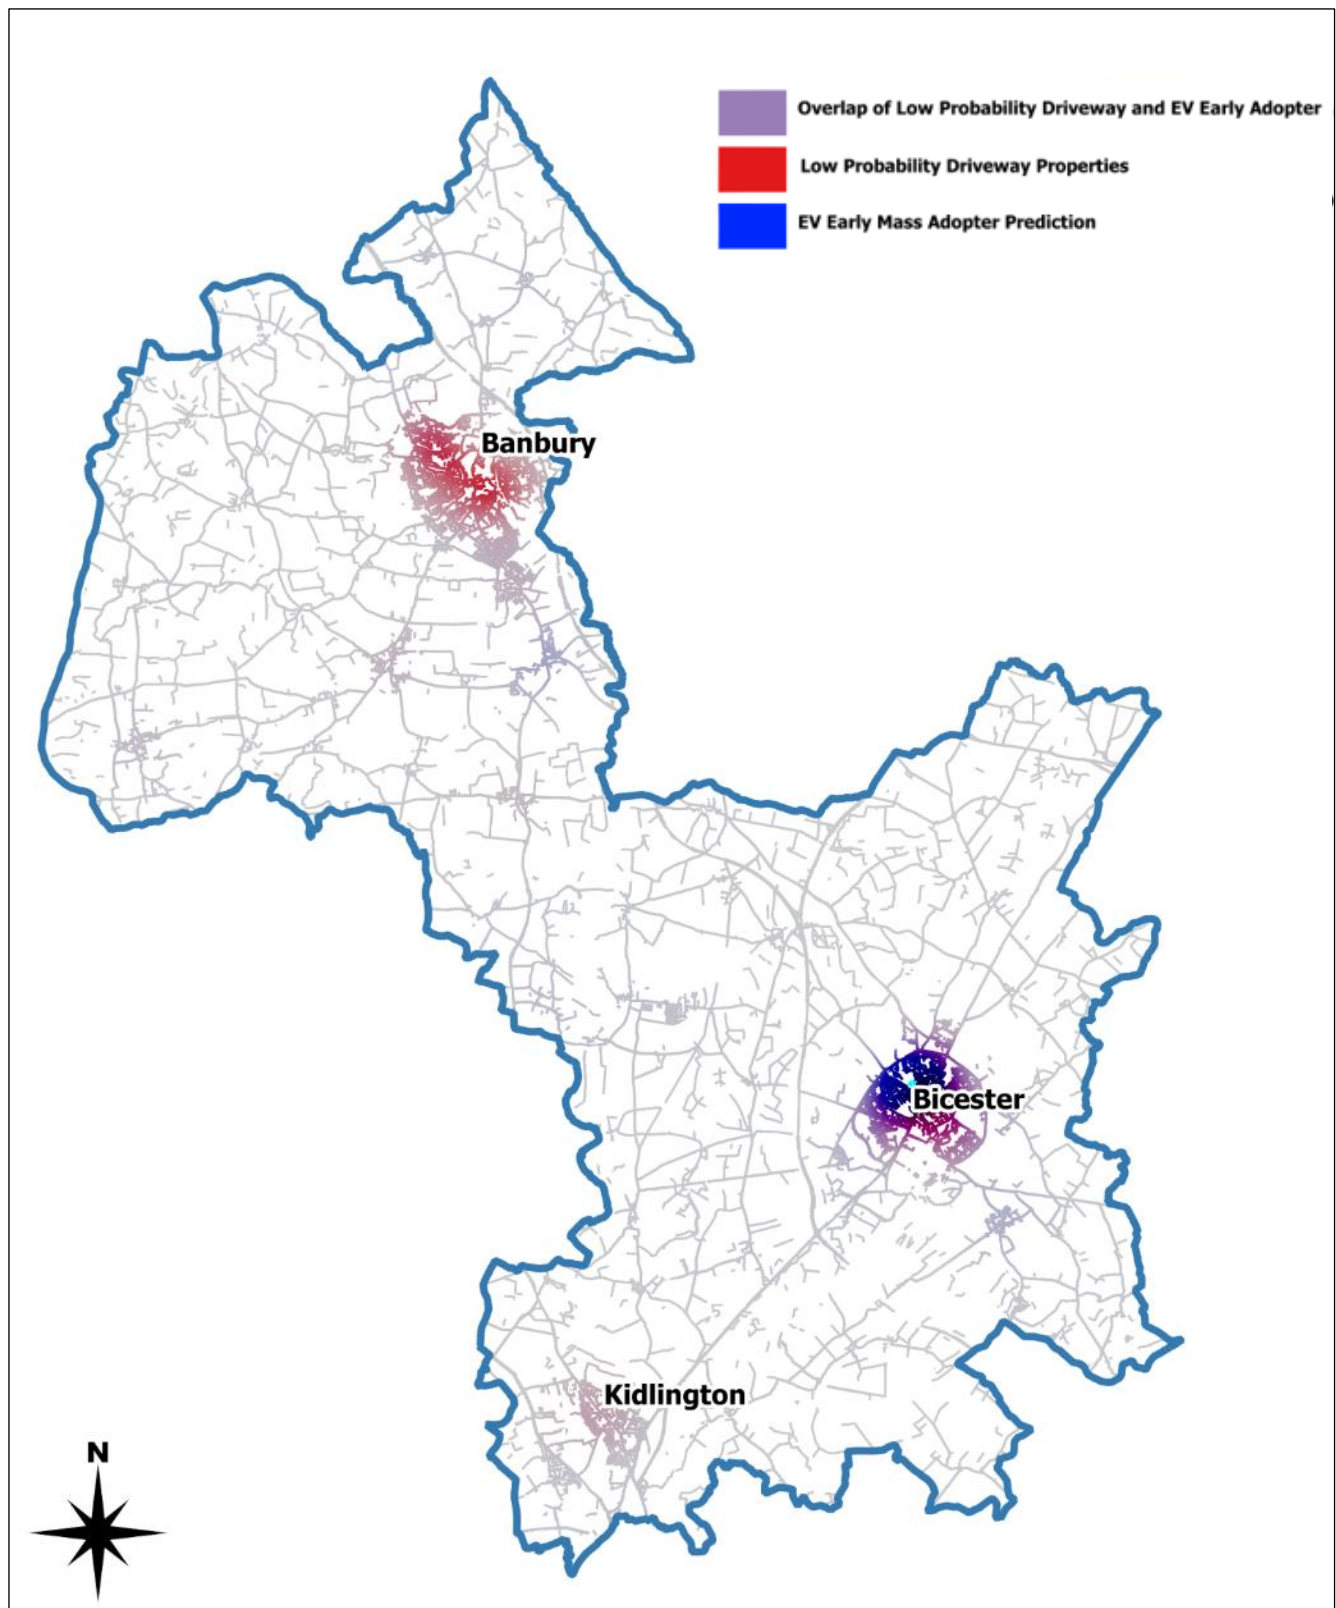 Overlap of Low Probability Driveway and EV Early Adopter
Low Probability Driveway Properties
EV Early Mass Adopter Prediction
Banbury
Bicester
Kidlington
N